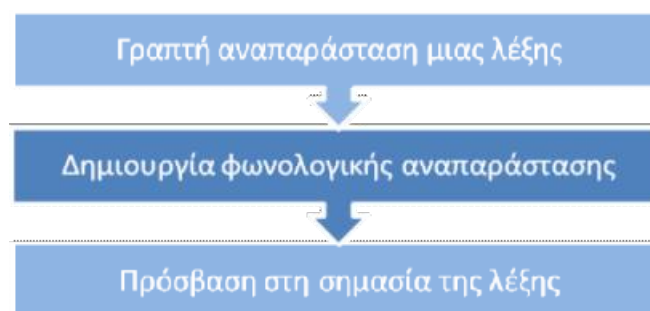 Γραπτή αναπαράσταση μιας λέξης
Δημιουργία φωνολογικής αναπαράστασης
Πρόσβαση στη σημασία της λέξης